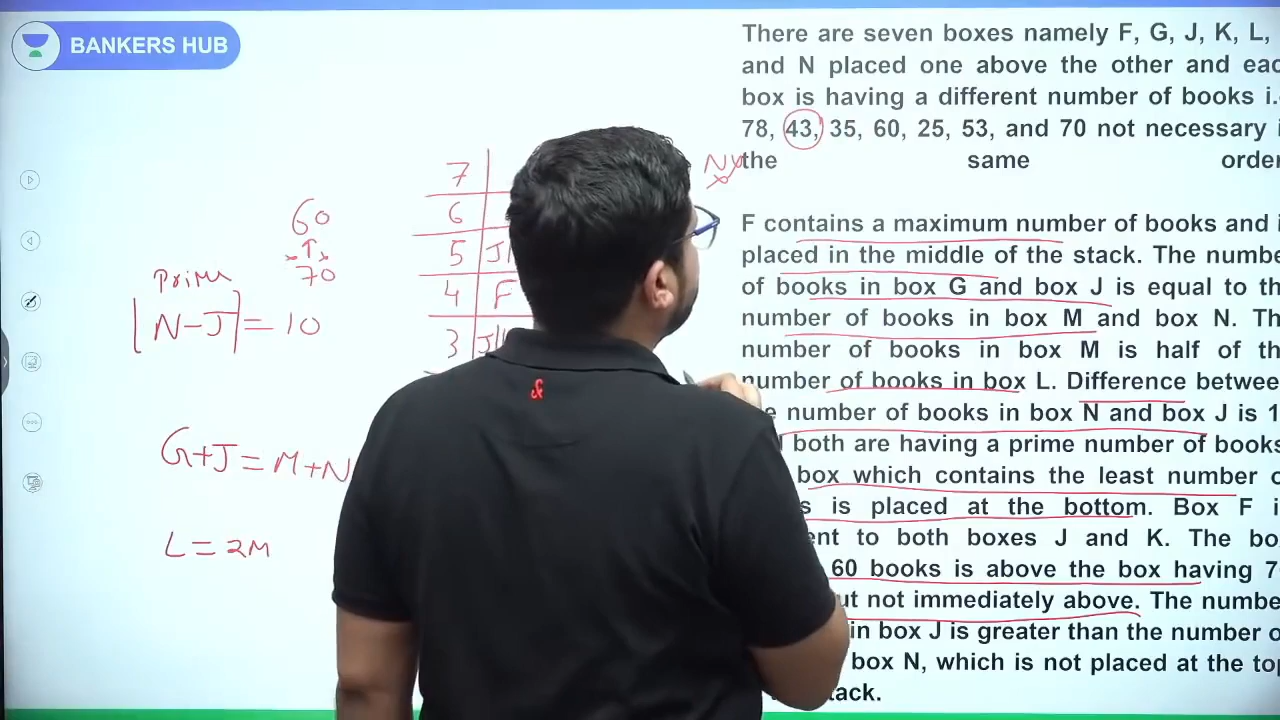 BANKERS HUB
There are seven boxes namely F, G, J, K, L,
and N placed one above the other and eac
box is having a different number of books i.
78, 43, 35, 60, 25, 53, and 70 not necessary i
the same order
F contains a maximum number of books and i
placed in the middle of the stack. The numbe
of books in box G and box J is equal to th
number of books in box M and box N. Th
number of books in box M is half of th
number of books in box L. Difference betwee
e number of books in box N and box J is 1
both are having a prime number of books
box which contains the least number o
s is placed at the bottom. Box F i
ent to both boxes J and K. The bo
60 books is above the box having 7
ut not immediately above. The numbe
in box J is greater than the number o
box N, which is not placed at the top
tack.
60
70
Prime
|N-J| = 10
G+J = M+N
L = 2M
7
6
5 J
4 F
3 J
N